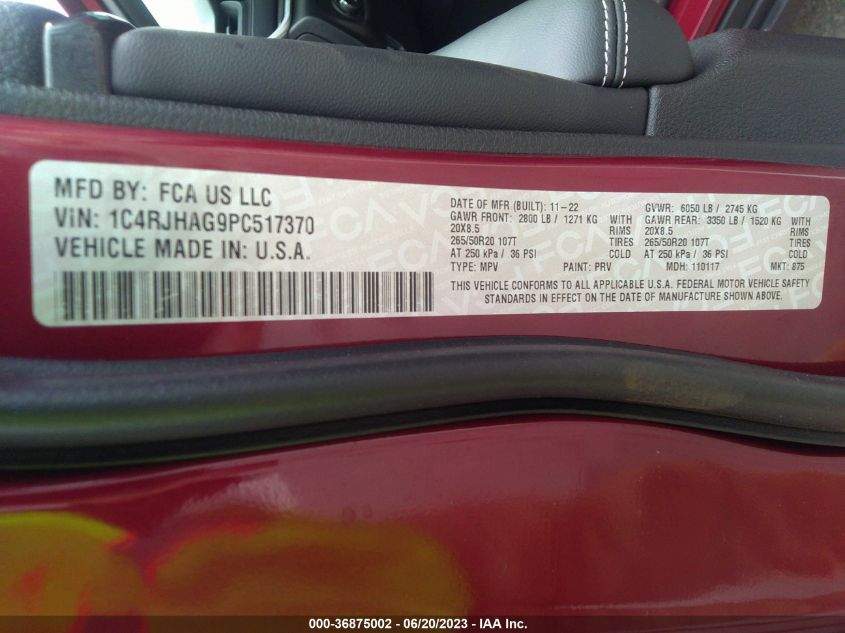 MFD BY: FCA US LLC
VIN: 1C4RJHAG9PC517370
VEHICLE MADE IN: U.S.A.
DATE OF MFR (BUILT): 11-22 GVWR: 6050 LB / 2745 KG
GAWR FRONT: 2800 LB / 1271 KG WITH GAWR REAR: 3350 LB / 1520 KG WITH
20X8.5 RIMS 20X8.5 RIMS
265/50R20 107T TIRES 265/50R20 107T TIRES
AT 250 kPa / 36 PSI COLD AT 250 kPa / 36 PSI COLD
TYPE: MPV PAINT: PRV MDH: 110117 MKT: 875
THIS VEHICLE CONFORMS TO ALL APPLICABLE U.S.A. FEDERAL MOTOR VEHICLE SAFETY
STANDARDS IN EFFECT ON THE DATE OF MANUFACTURE SHOWN ABOVE.
000-36875002 - 06/20/2023 - IAA Inc.